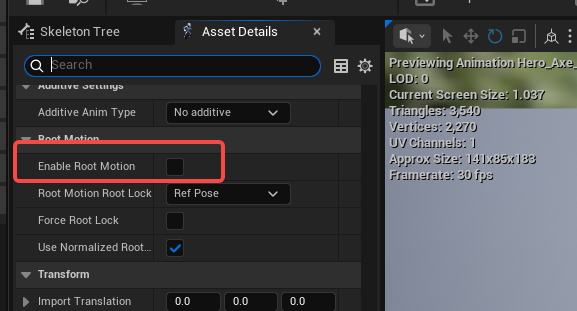 Skeleton Tree
Asset Details
Search
Additive Settings
Additive Anim Type
No additive
Root Motion
Enable Root Motion
Root Motion Root Lock
Ref Pose
Force Root Lock
Use Normalized Root...
Transform
Import Translation
0.0
0.0
0.0
Previewing Animation Hero_Axe_
LOD: 0
Current Screen Size: 1.037
Triangles: 3,540
Vertices: 2,270
UV Channels: 1
Approx Size: 141x85x183
Framerate: 30 fps